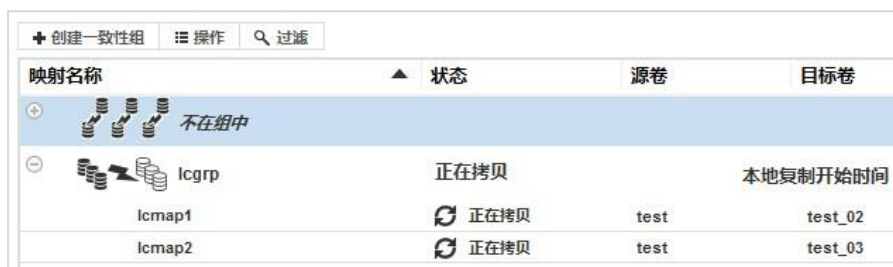 创建一致性组 操作 过滤
映射名称 状态 源卷 目标卷
不在组中
lcgrp 正在拷贝 本地复制开始时间
lcmap1 正在拷贝 test test_02
lcmap2 正在拷贝 test test_03